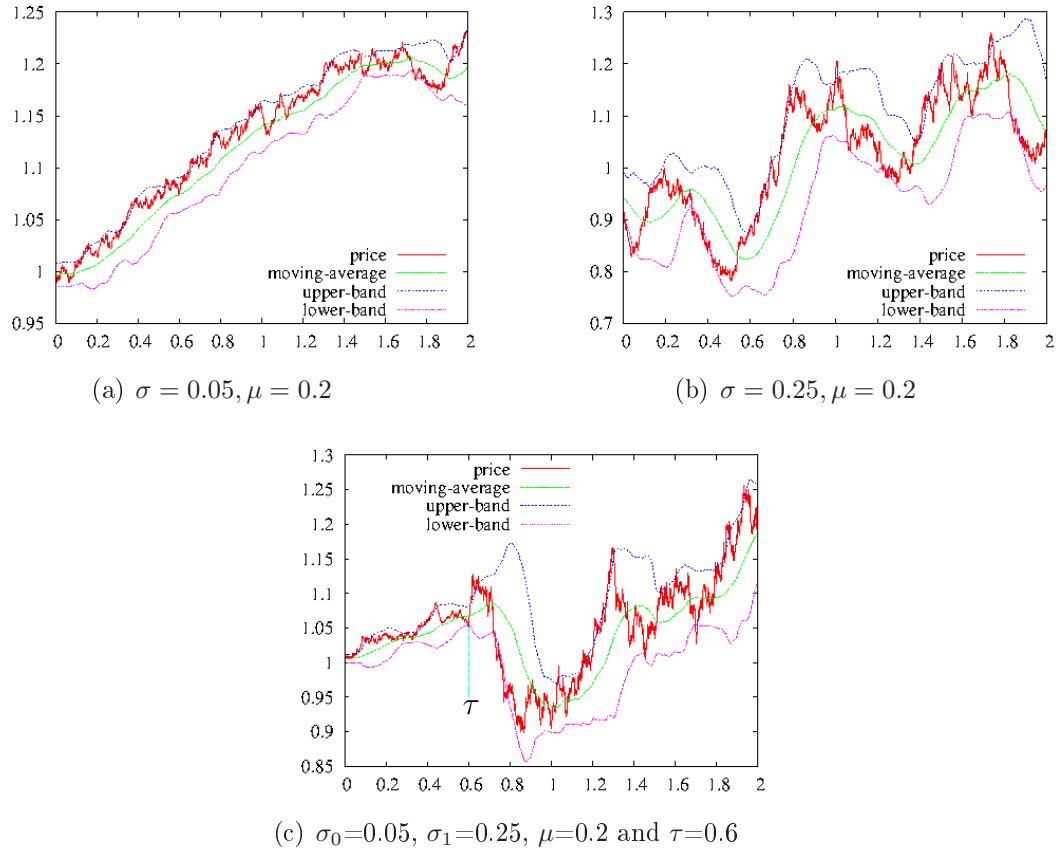 1.25
1.2
1.15
1.1
1.05
1
0.95
price
moving-average
upper-band
lower-band
0 0.2 0.4 0.6 0.8 1 1.2 1.4 1.6 1.8 2
(a) σ = 0.05, μ = 0.2
1.3
1.2
1.1
1
0.9
0.8
0.7
price
moving-average
upper-band
lower-band
0 0.2 0.4 0.6 0.8 1 1.2 1.4 1.6 1.8 2
(b) σ = 0.25, μ = 0.2
1.3
1.25
1.2
1.15
1.1
1.05
1
0.95
0.9
0.85
price
moving-average
upper-band
lower-band
τ
0 0.2 0.4 0.6 0.8 1 1.2 1.4 1.6 1.8 2
(c) σ₀=0.05, σ₁=0.25, μ=0.2 and τ=0.6